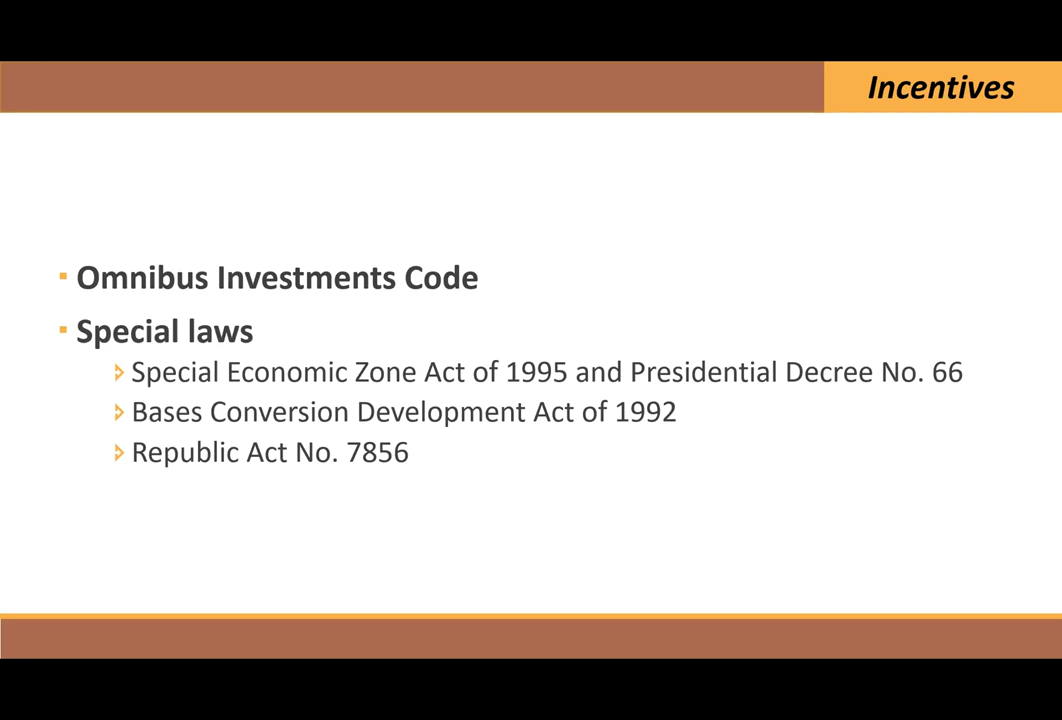 Incentives
Omnibus Investments Code
Special laws
Special Economic Zone Act of 1995 and Presidential Decree No. 66
Bases Conversion Development Act of 1992
Republic Act No. 7856